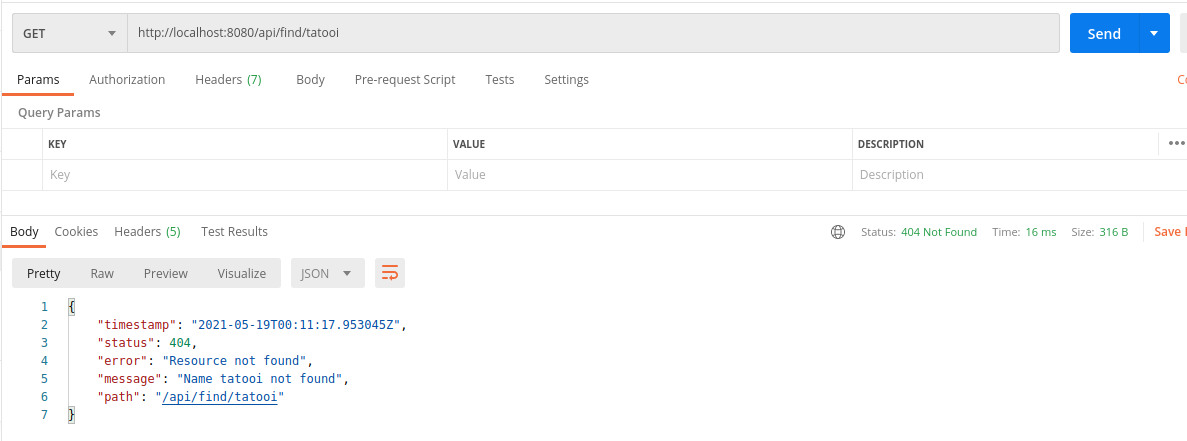 GET http://localhost:8080/api/find/tatooi Send
Params Authorization Headers (7) Body Pre-request Script Tests Settings
Query Params
KEY VALUE DESCRIPTION
Key Value Description
Body Cookies Headers (5) Test Results Status: 404 Not Found Time: 16 ms Size: 316 B Save
Pretty Raw Preview Visualize JSON
1 {
2 "timestamp": "2021-05-19T00:11:17.953045Z",
3 "status": 404,
4 "error": "Resource not found",
5 "message": "Name tatooi not found",
6 "path": "/api/find/tatooi"
7 }